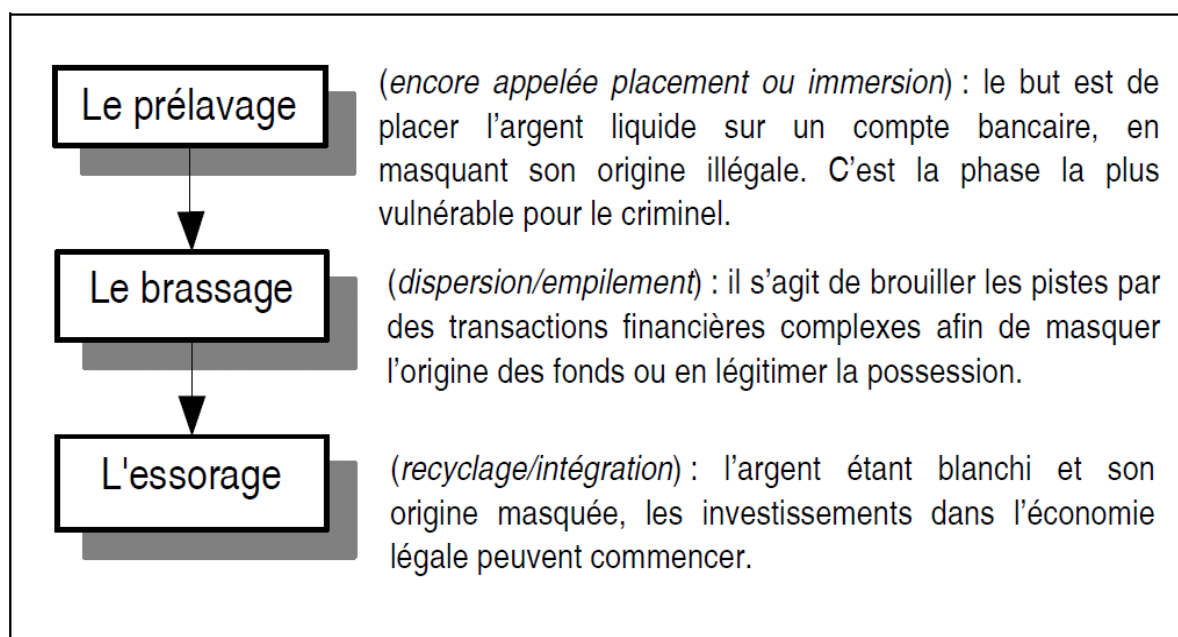 Le prélavage
(encore appelée placement ou immersion) : le but est de
placer l'argent liquide sur un compte bancaire, en
masquant son origine illégale. C'est la phase la plus
vulnérable pour le criminel.
Le brassage
(dispersion/empilement) : il s'agit de brouiller les pistes par
des transactions financières complexes afin de masquer
l'origine des fonds ou en légitimer la possession.
L'essorage
(recyclage/intégration) : l'argent étant blanchi et son
origine masquée, les investissements dans l'économie
légale peuvent commencer.